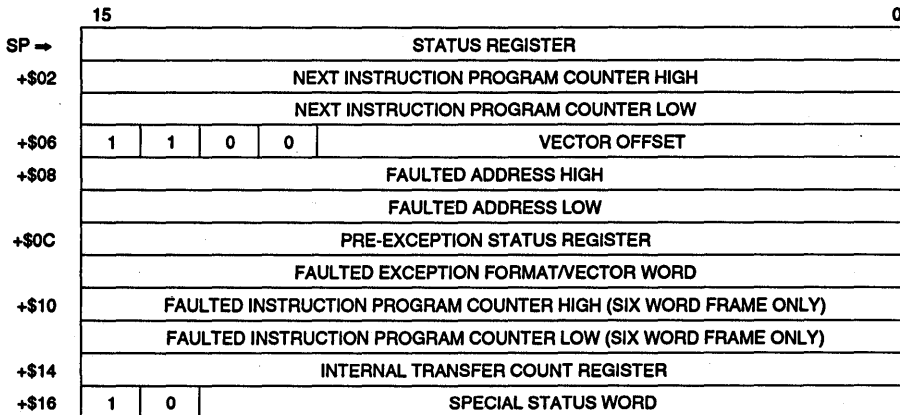 15 0
SP ➡ STATUS REGISTER
+$02 NEXT INSTRUCTION PROGRAM COUNTER HIGH
NEXT INSTRUCTION PROGRAM COUNTER LOW
+$06 1 1 0 0 VECTOR OFFSET
+$08 FAULTED ADDRESS HIGH
FAULTED ADDRESS LOW
+$0C PRE-EXCEPTION STATUS REGISTER
FAULTED EXCEPTION FORMAT/VECTOR WORD
+$10 FAULTED INSTRUCTION PROGRAM COUNTER HIGH (SIX WORD FRAME ONLY)
FAULTED INSTRUCTION PROGRAM COUNTER LOW (SIX WORD FRAME ONLY)
+$14 INTERNAL TRANSFER COUNT REGISTER
+$16 1 0 SPECIAL STATUS WORD